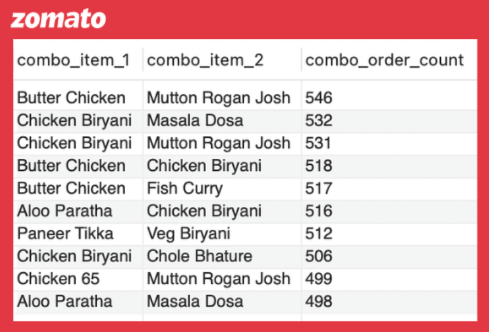 zomato
combo_item_1 combo_item_2 combo_order_count
Butter Chicken Mutton Rogan Josh 546
Chicken Biryani Masala Dosa 532
Chicken Biryani Mutton Rogan Josh 531
Butter Chicken Chicken Biryani 518
Butter Chicken Fish Curry 517
Aloo Paratha Chicken Biryani 516
Paneer Tikka Veg Biryani 512
Chicken Biryani Chole Bhature 506
Chicken 65 Mutton Rogan Josh 499
Aloo Paratha Masala Dosa 498